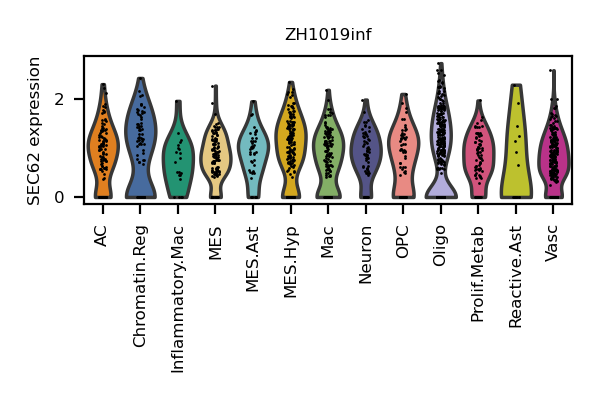 ZH1019inf
SEC62 expression
2
0
AC
Chromatin.Reg
Inflammatory.Mac
MES
MES.Ast
MES.Hyp
Mac
Neuron
OPC
Oligo
Prolif.Metab
Reactive.Ast
Vasc